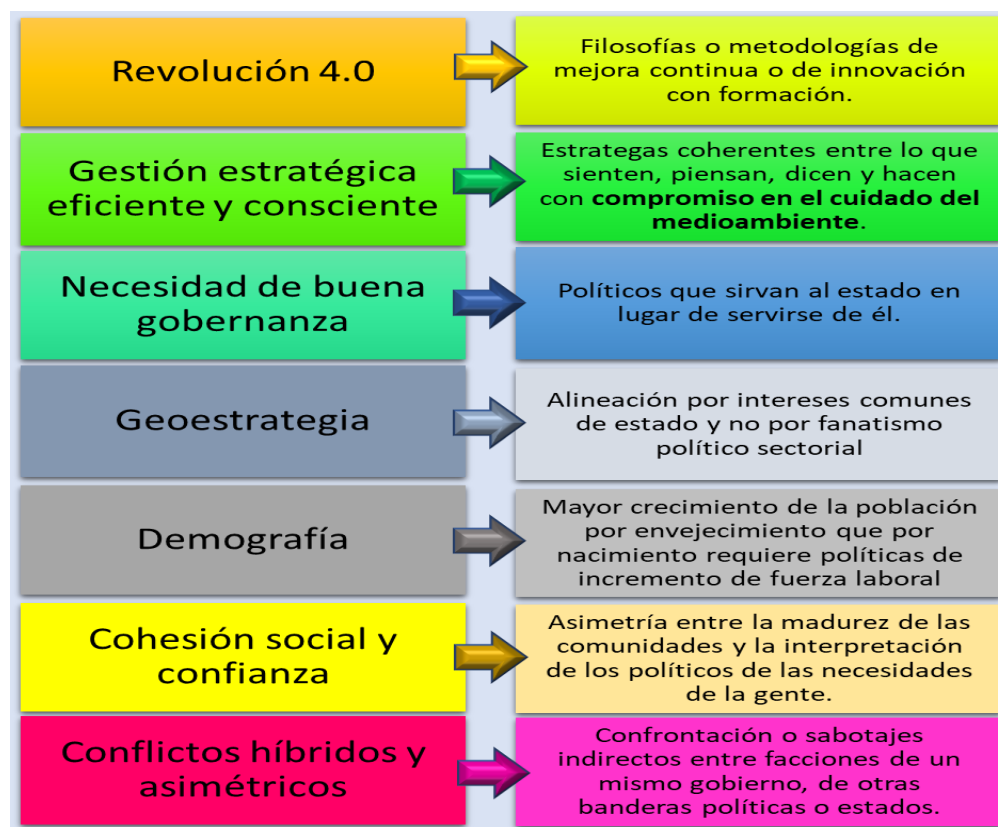 Revolución 4.0
Filosofías o metodologías de
mejora continua o de innovación
con formación.
Gestión estratégica
eficiente y consciente
Estrategas coherentes entre lo que
sienten, piensan, dicen y hacen
con compromiso en el cuidado del
medioambiente.
Necesidad de buena
gobernanza
Políticos que sirvan al estado en
lugar de servirse de él.
Geoestrategia
Alineación por intereses comunes
de estado y no por fanatismo
político sectorial
Demografía
Mayor crecimiento de la población
por envejecimiento que por
nacimiento requiere políticas de
incremento de fuerza laboral
Cohesión social y
confianza
Asimetría entre la madurez de las
comunidades y la interpretación
de los políticos de las necesidades
de la gente.
Conflictos híbridos y
asimétricos
Confrontación o sabotajes
indirectos entre facciones de un
mismo gobierno, de otras
banderas políticas o estados.